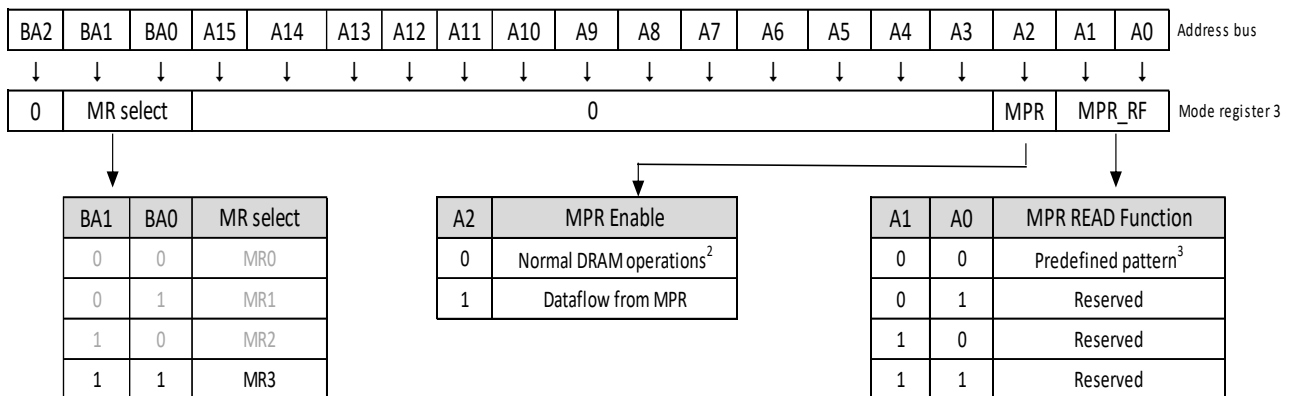 BA2 BA1 BA0 A15 A14 A13 A12 A11 A10 A9 A8 A7 A6 A5 A4 A3 A2 A1 A0 Address bus
0 MR select 0 MPR MPR_RF Mode register 3
BA1 BA0 MR select A2 MPR Enable A1 A0 MPR READ Function
0 0 MR0 0 Normal DRAM operations² 0 0 Predefined pattern³
0 1 MR1 1 Dataflow from MPR 0 1 Reserved
1 0 MR2 1 0 Reserved
1 1 MR3 1 1 Reserved